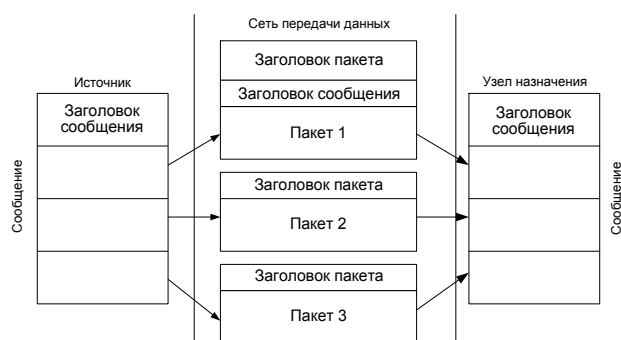 Сеть передачи данных
Источник
Узел назначения
Заголовок
сообщения
Сообщение
Заголовок пакета
Заголовок сообщения
Пакет 1
Заголовок пакета
Пакет 2
Заголовок пакета
Пакет 3
Заголовок
сообщения
Сообщение